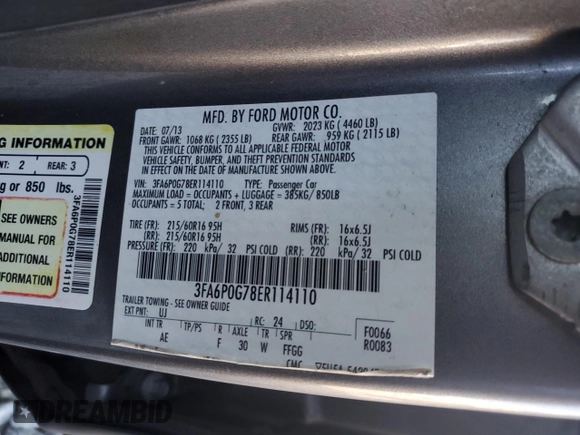 MFD. BY FORD MOTOR CO.
DATE: 07/13 GVWR: 2023 KG ( 4460 LB)
FRONT GAWR: 1068 KG ( 2355 LB) REAR GAWR: 959 KG ( 2115 LB)
THIS VEHICLE CONFORMS TO ALL APPLICABLE FEDERAL MOTOR
VEHICLE SAFETY, BUMPER, AND THEFT PREVENTION STANDARDS
IN EFFECT ON THE DATE OF MANUFACTURE SHOWN ABOVE.
VIN: 3FA6P0G78ER114110 TYPE: Passenger Car
MAXIMUM LOAD = OCCUPANTS + LUGGAGE = 385KG/ 850LB
OCCUPANTS = 5 TOTAL: 2 FRONT, 3 REAR
TIRE (FR): 215/60R16 95H RIMS (FR): 16x6.5J
(RR): 215/60R16 95H (RR): 16x6.5J
PRESSURE (FR): 220 kPa/ 32 PSI COLD (RR): 220 kPa/ 32 PSI COLD
3FA6P0G78ER114110
TRAILER TOWING - SEE OWNER GUIDE
EXT PNT: UJ RC: 24 DSO: F0066
INT TR TP/PS R AX TR SPR R0083
AE F 30 W FFGG
NG INFORMATION
NT: 2 REAR: 3
g or 850 lbs.
SEE OWNERS
MANUAL FOR
ADDITIONAL
INFORMATION
3FA6P0G78ER114110
DREAMBID